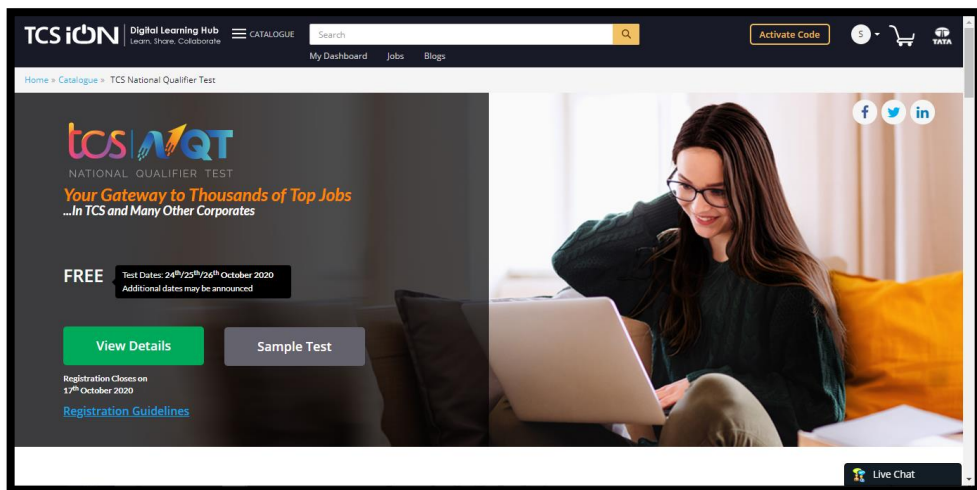 TCS iON
Digital Learning Hub
Learn. Share. Collaborate
CATALOGUE
Search
Activate Code
S
TATA
My Dashboard Jobs Blogs
Home » Catalogue » TCS National Qualifier Test
tcs NQT
NATIONAL QUALIFIER TEST
Your Gateway to Thousands of Top Jobs
...In TCS and Many Other Corporates
FREE
Test Dates: 24th/25th/26th October 2020
Additional dates may be announced
View Details
Sample Test
Registration Closes on
17th October 2020
Registration Guidelines
f
in
Live Chat